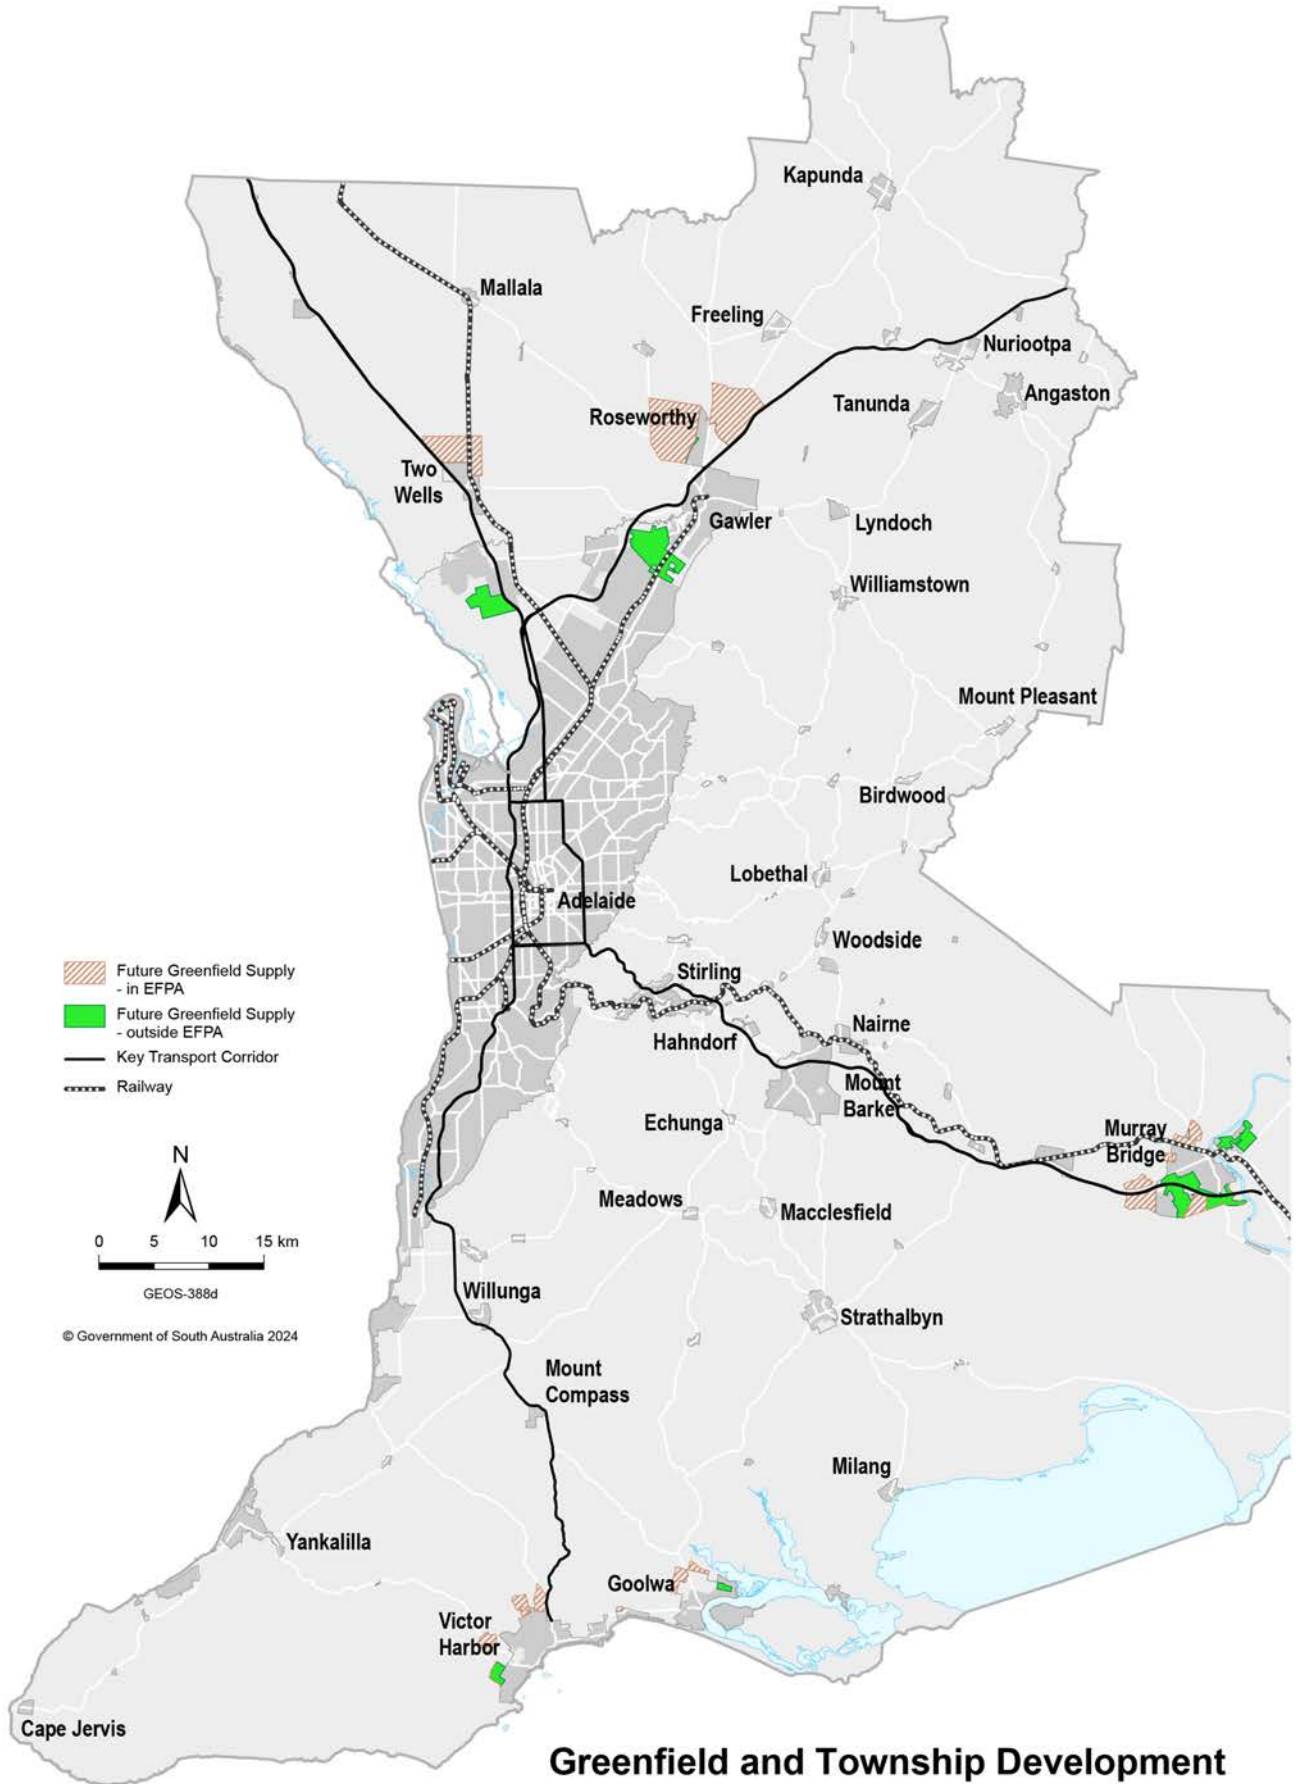 Kapunda
Mallala
Freeling
Nuriootpa
Angaston
Tanunda
Roseworthy
Two
Wells
Gawler
Lyndoch
Williamstown
Mount Pleasant
Birdwood
Lobethal
Adelaide
Woodside
Stirling
Nairne
Hahndorf
Mount
Barker
Echunga
Murray
Bridge
Meadows
Macclesfield
Willunga
Strathalbyn
Mount
Compass
Milang
Yankalilla
Goolwa
Victor
Harbor
Cape Jervis
Future Greenfield Supply
- in EFPA
Future Greenfield Supply
- outside EFPA
Key Transport Corridor
Railway
N
0 5 10 15 km
GEOS-388d
© Government of South Australia 2024
Greenfield and Township Development